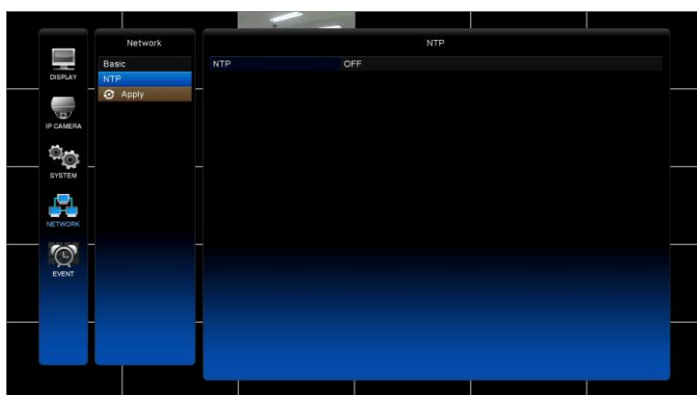 DISPLAY
IP CAMERA
SYSTEM
NETWORK
EVENT
Network
Basic
NTP
Apply
NTP
NTP OFF